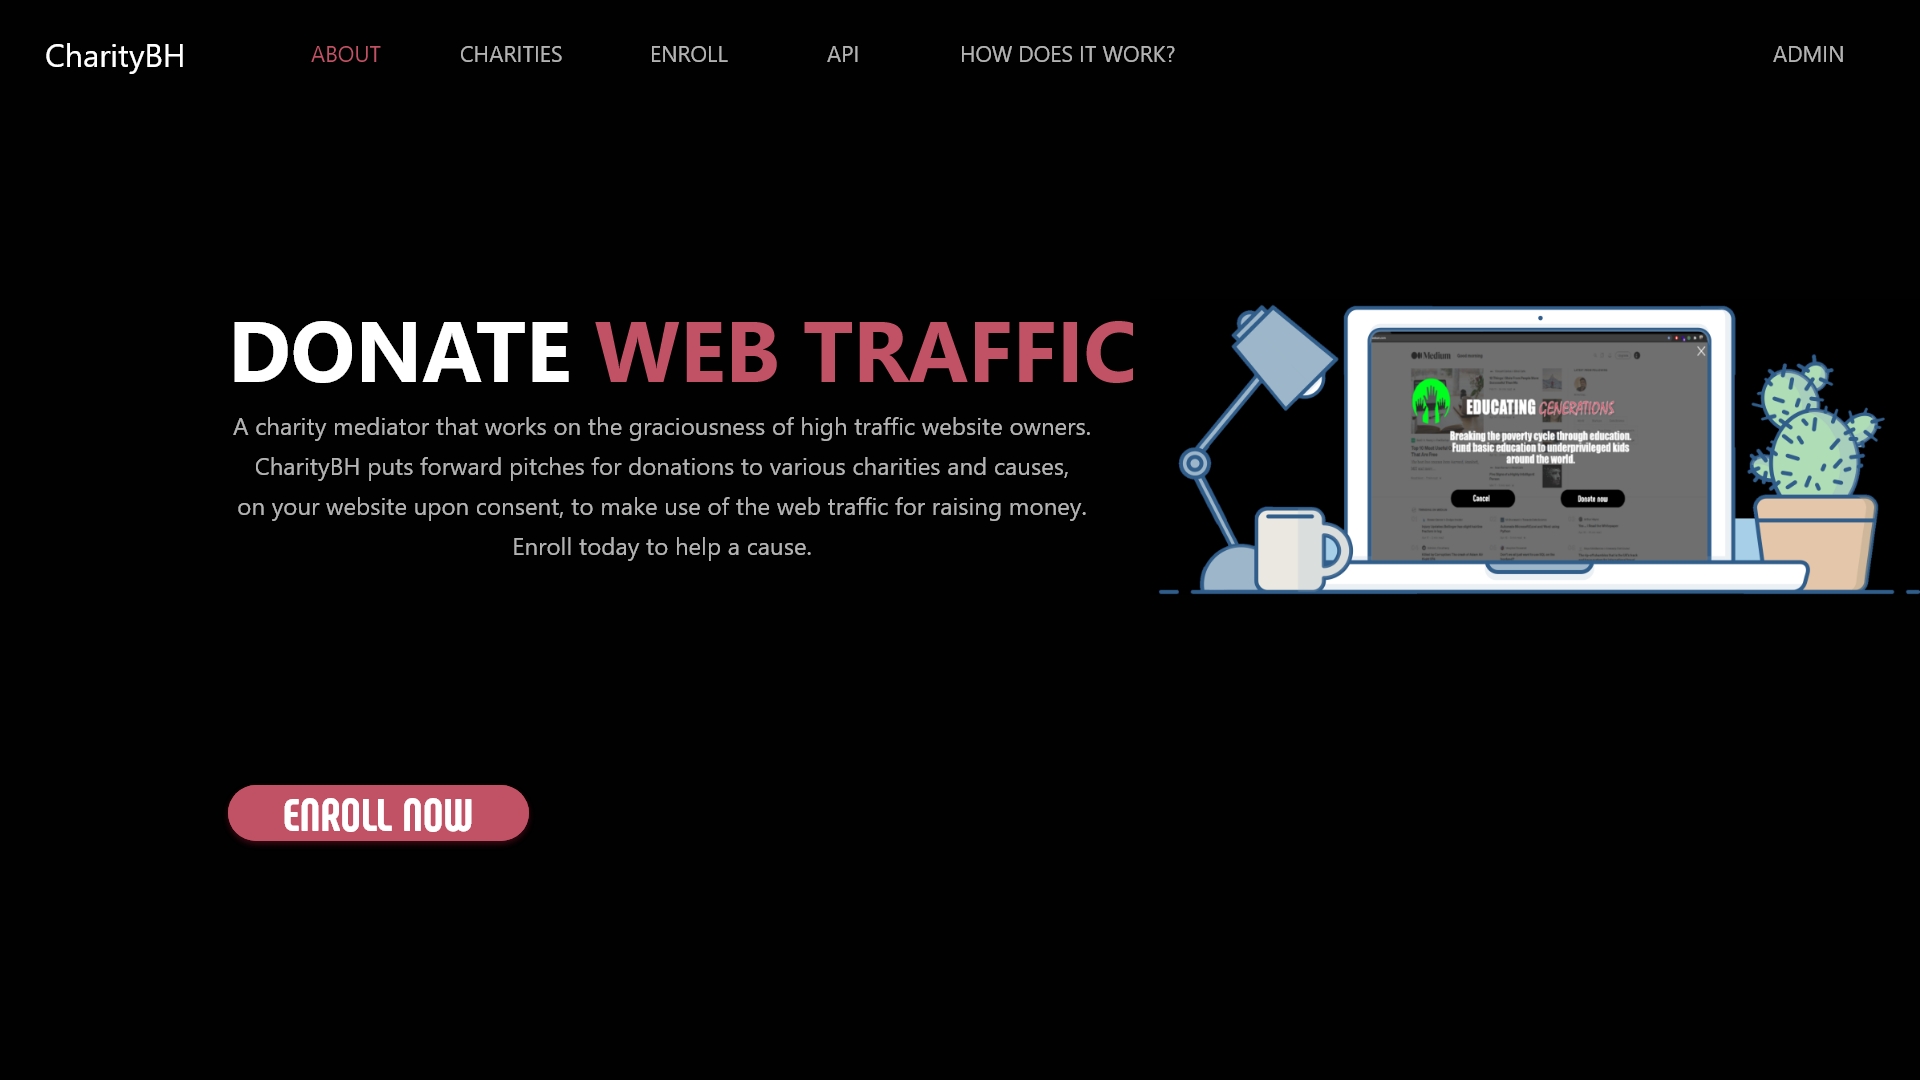 CharityBH
ABOUT
CHARITIES
ENROLL
API
HOW DOES IT WORK?
ADMIN
DONATE WEB TRAFFIC
A charity mediator that works on the graciousness of high traffic website owners.
CharityBH puts forward pitches for donations to various charities and causes,
on your website upon consent, to make use of the web traffic for raising money.
Enroll today to help a cause.
Medium
EDUCATING GENERATIONS
Breaking the poverty cycle through education.
Fund basic education to underprivileged kids
around the world.
Cancel
Donate now
ENROLL NOW